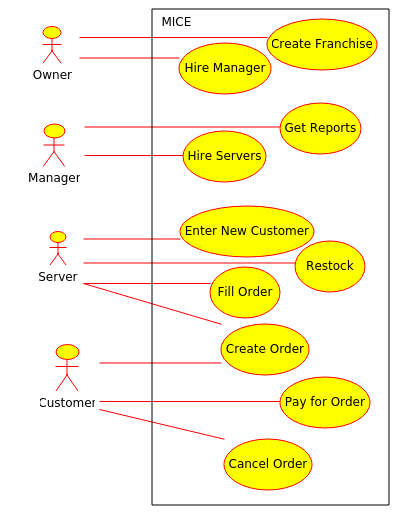 MICE
Create Franchise
Hire Manager
Owner
Get Reports
Hire Servers
Manager
Enter New Customer
Restock
Server
Fill Order
Create Order
Customer
Pay for Order
Cancel Order